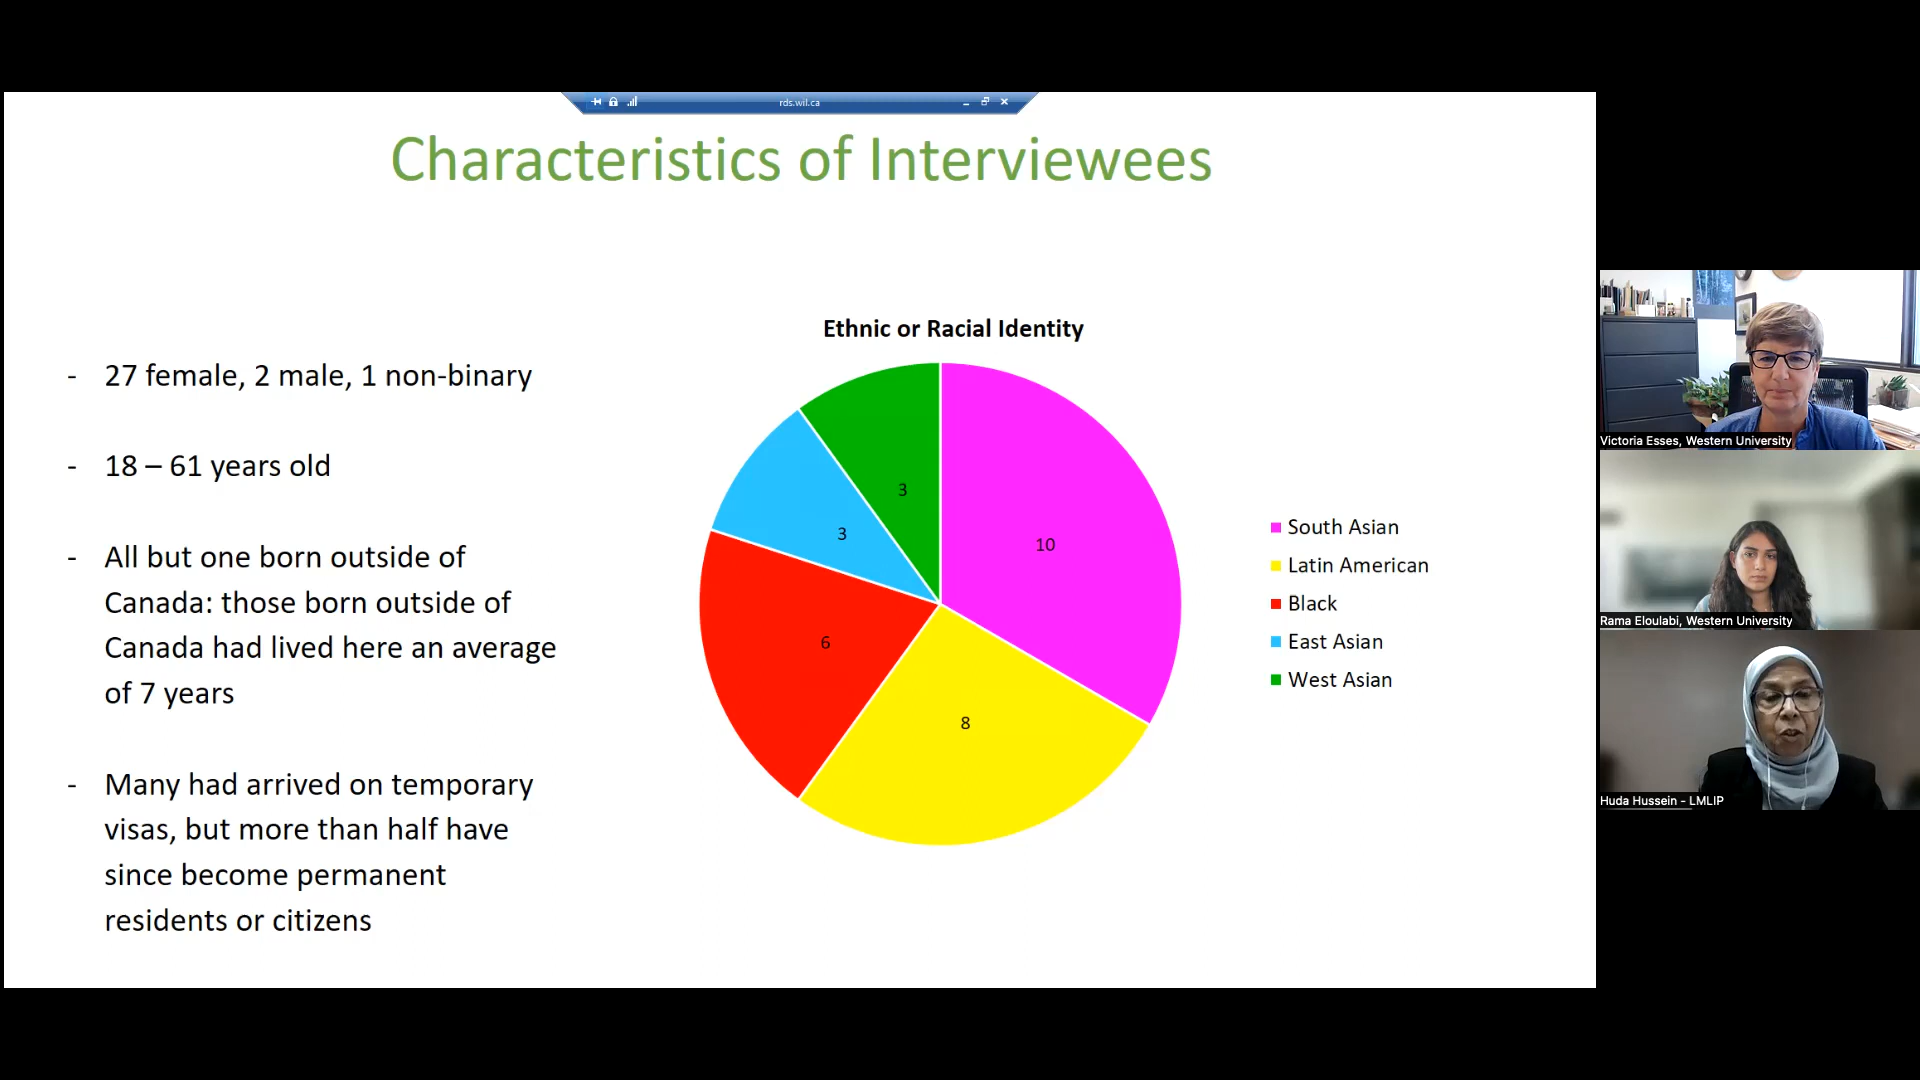 rds.wil.ca
Characteristics of Interviewees
- 27 female, 2 male, 1 non-binary
- 18 – 61 years old
- All but one born outside of
Canada: those born outside of
Canada had lived here an average
of 7 years
- Many had arrived on temporary
visas, but more than half have
since become permanent
residents or citizens
Ethnic or Racial Identity
3
10
3
6
8
South Asian
Latin American
Black
East Asian
West Asian
Victoria Esses, Western University
Rama Eloulabi, Western University
Huda Hussein - LMLIP